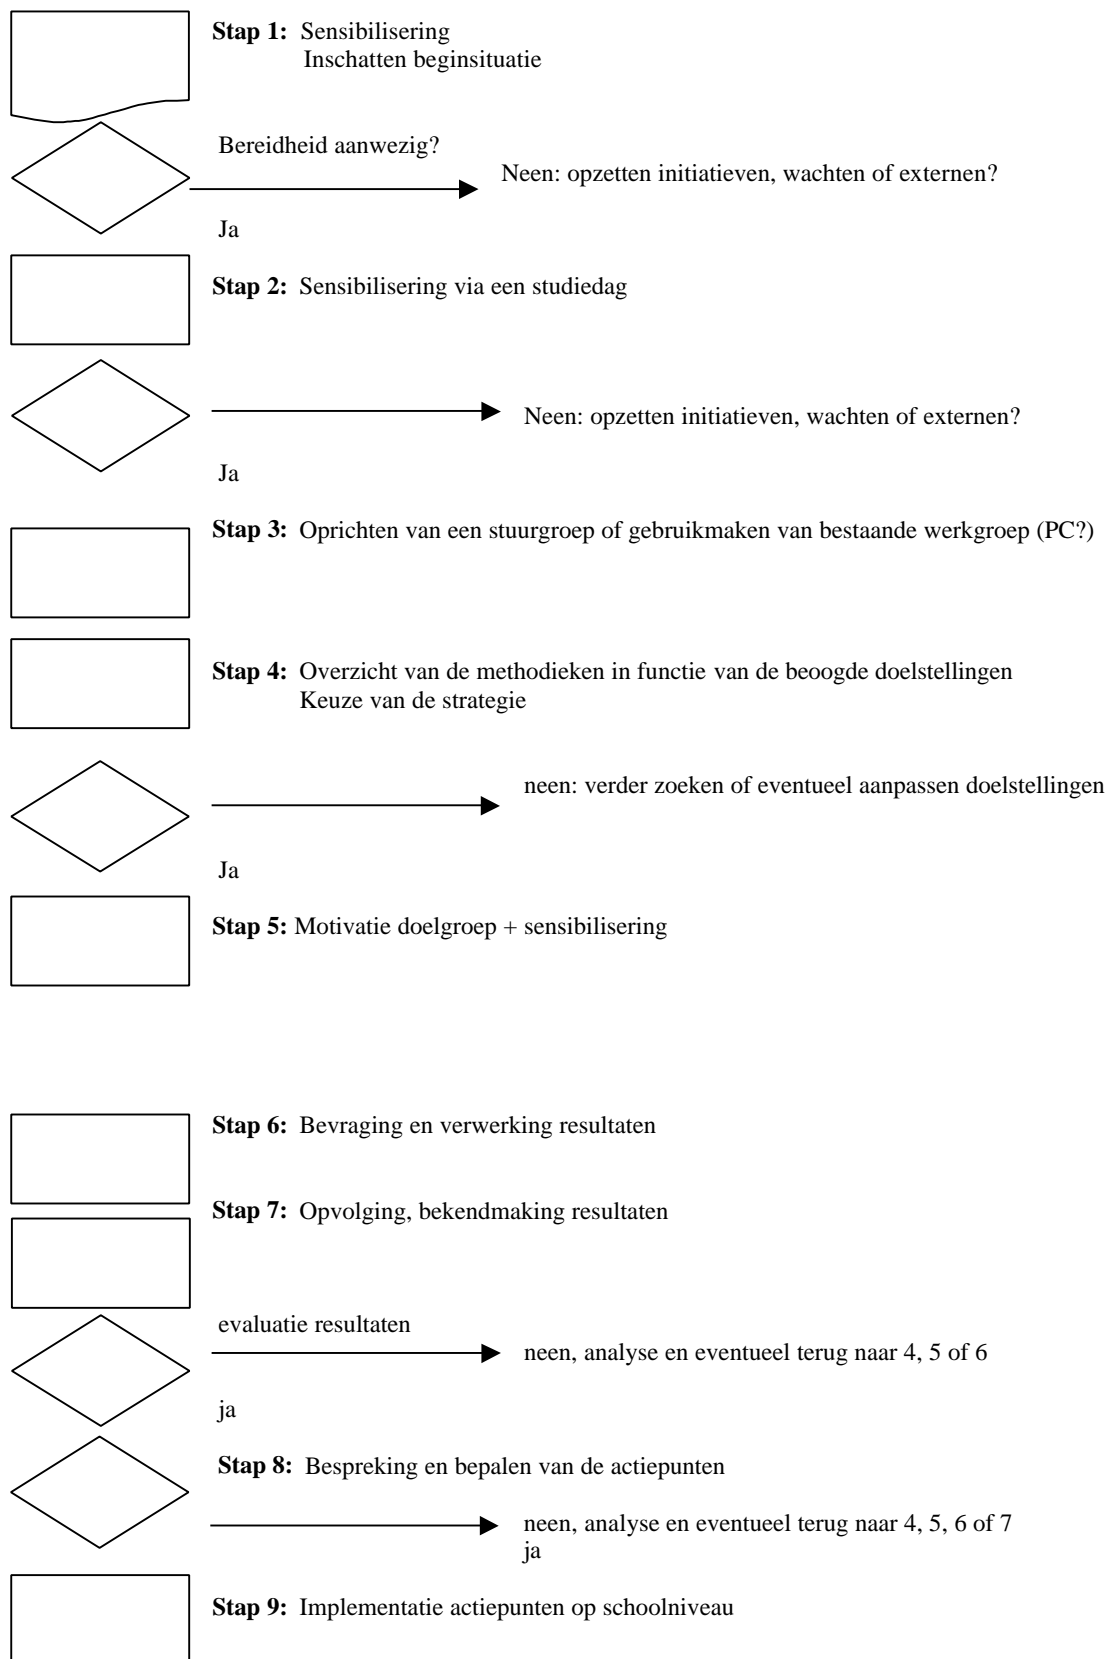 Stap 1: Sensibilisering
Inschatten beginsituatie
Bereidheid aanwezig?
Neen: opzetten initiatieven, wachten of externen?
Ja
Stap 2: Sensibilisering via een studiedag
Neen: opzetten initiatieven, wachten of externen?
Ja
Stap 3: Oprichten van een stuurgroep of gebruikmaken van bestaande werkgroep (PC?)
Stap 4: Overzicht van de methodieken in functie van de beoogde doelstellingen
Keuze van de strategie
neen: verder zoeken of eventueel aanpassen doelstellingen
Ja
Stap 5: Motivatie doelgroep + sensibilisering
Stap 6: Bevraging en verwerking resultaten
Stap 7: Opvolging, bekendmaking resultaten
evaluatie resultaten
neen, analyse en eventueel terug naar 4, 5 of 6
ja
Stap 8: Bespreking en bepalen van de actiepunten
neen, analyse en eventueel terug naar 4, 5, 6 of 7
ja
Stap 9: Implementatie actiepunten op schoolniveau